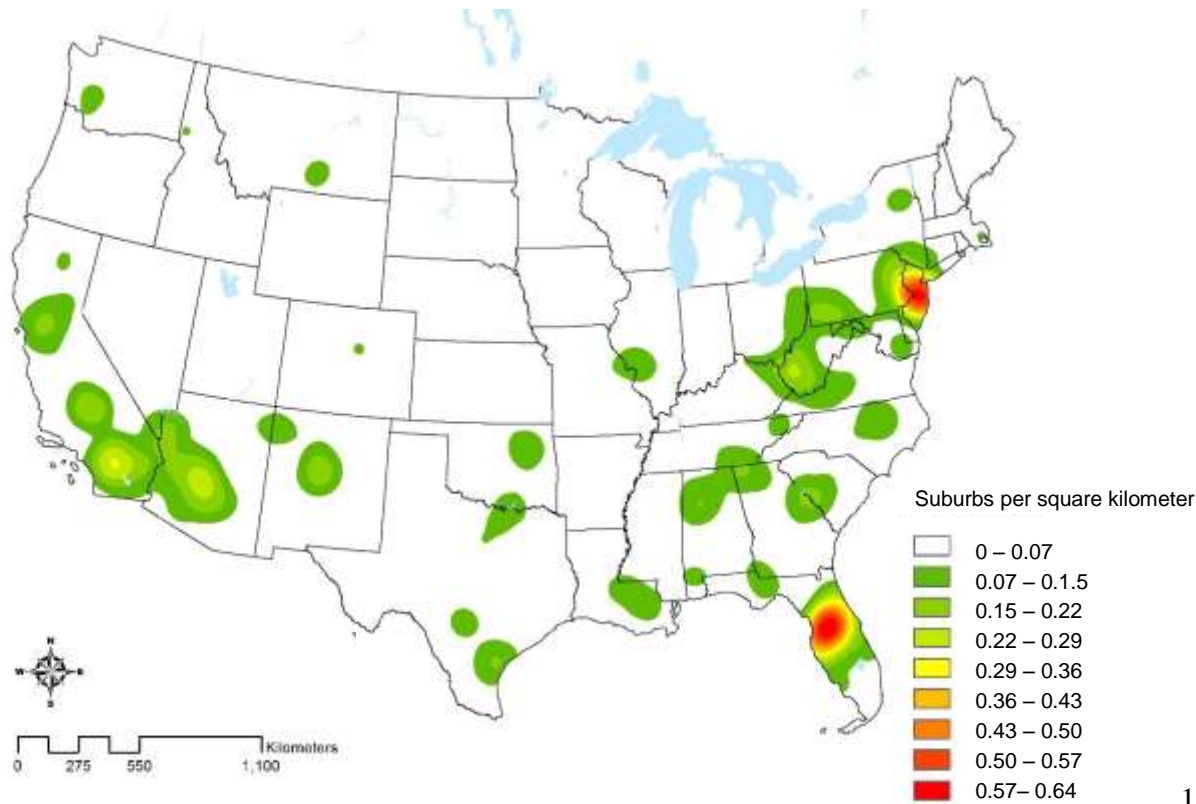 Suburbs per square kilometer
0 – 0.07
0.07 – 1.5
0.15 – 0.22
0.22 – 0.29
0.29 – 0.36
0.36 – 0.43
0.43 – 0.50
0.50 – 0.57
0.57– 0.64
N
W E
S
Kilometers
0 275 550 1,100
1